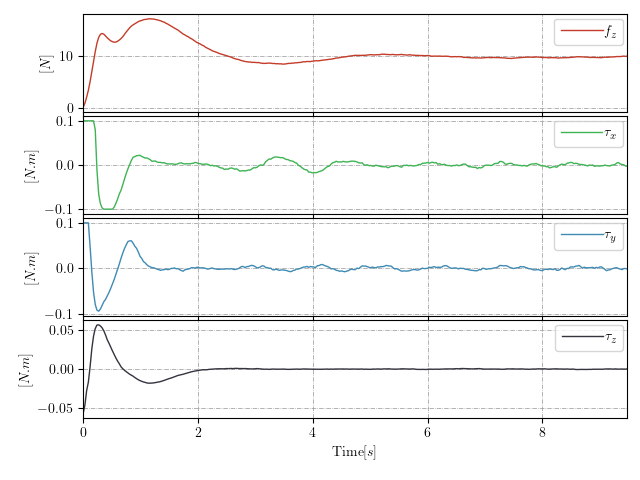 10
0
[N]
f_z
0.1
0.0
−0.1
[N.m]
τ_x
0.1
0.0
−0.1
[N.m]
τ_y
0.05
0.00
−0.05
[N.m]
τ_z
0 2 4 6 8
Time[s]